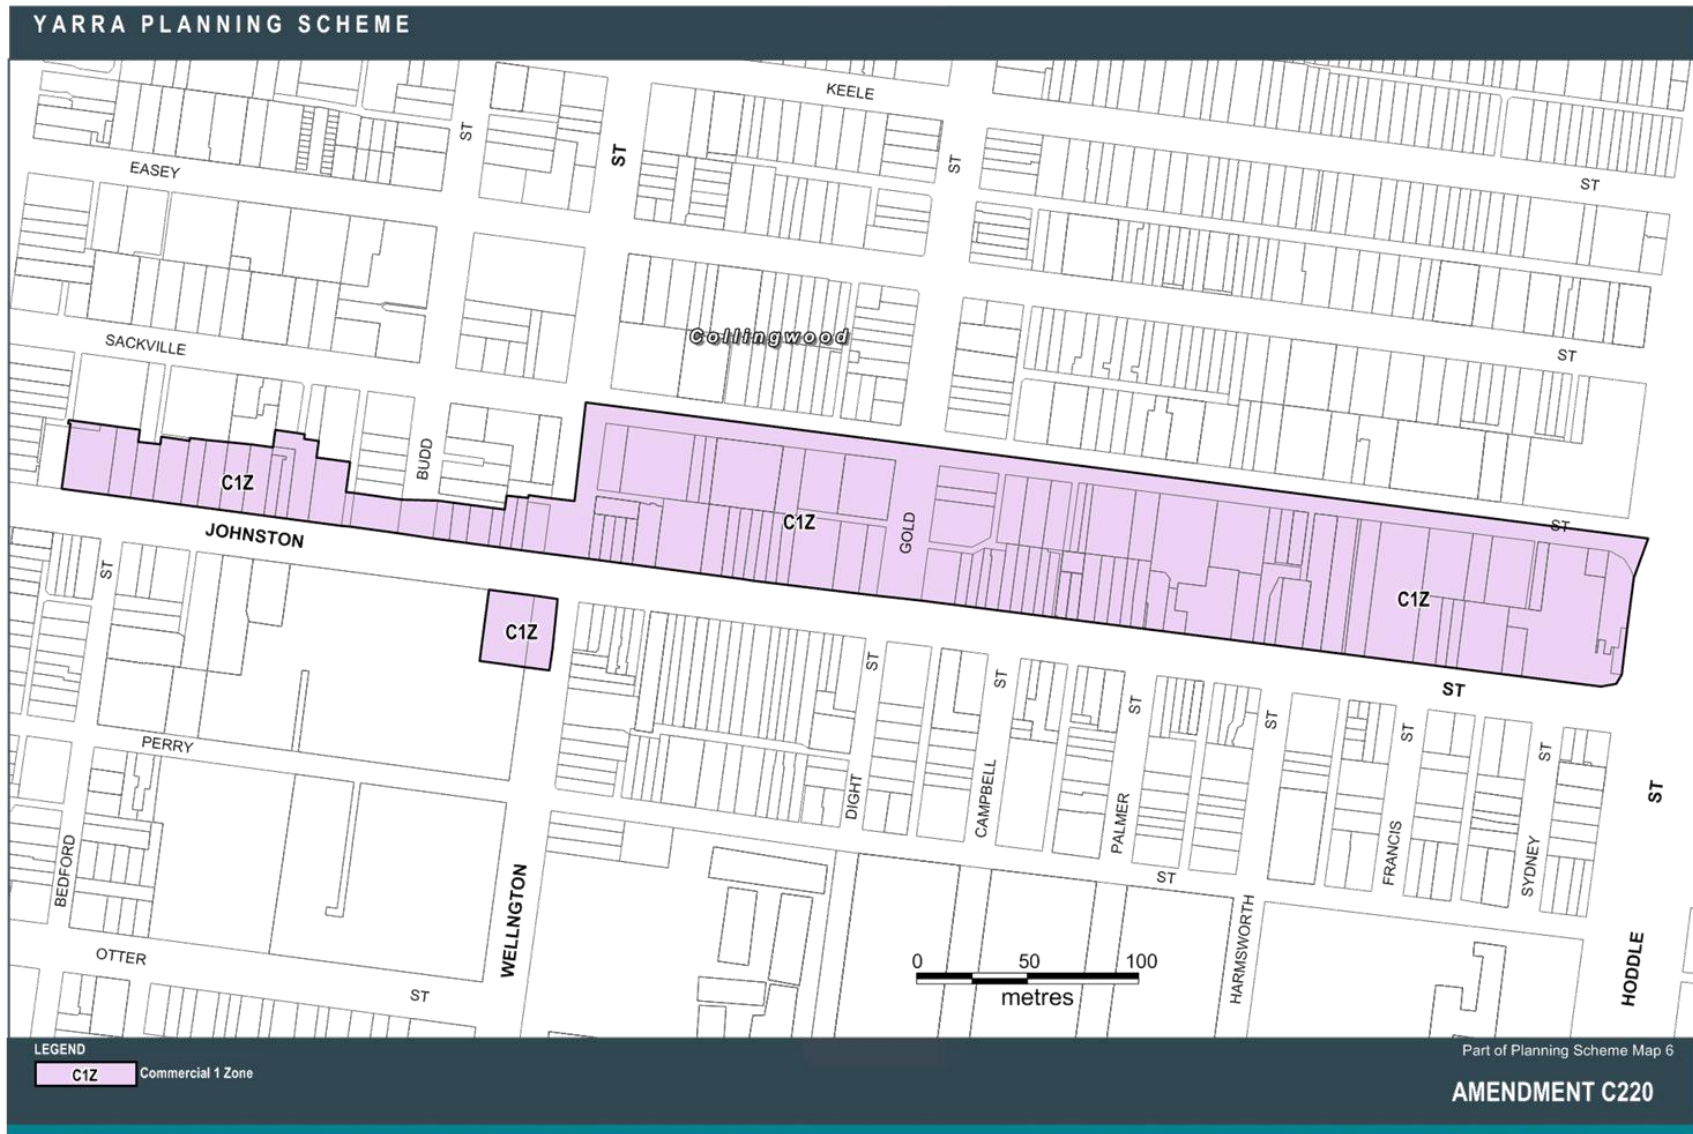 YARRA PLANNING SCHEME
KEELE
ST
ST
ST
EASEY
ST
Collingwood
SACKVILLE
ST
BUDD
C1Z
C1Z
GOLD
ST
JOHNSTON
ST
C1Z
C1Z
ST
ST
ST
ST
ST
ST
ST
ST
PERRY
DIGHT
CAMPBELL
PALMER
FRANCIS
SYDNEY
ST
BEDFORD
WELLNGTON
ST
HARMSWORTH
HODDLE
OTTER
ST
0 50 100
metres
LEGEND
C1Z Commercial 1 Zone
Part of Planning Scheme Map 6
AMENDMENT C220